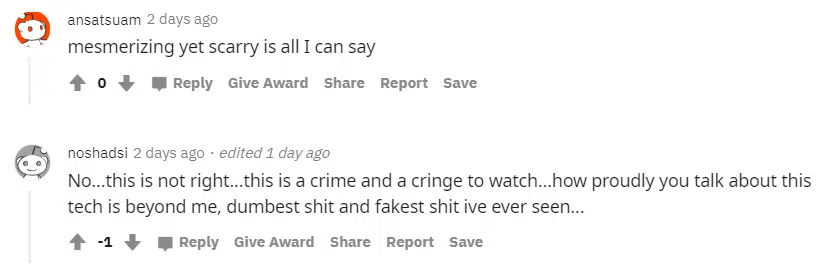 ansatsuam 2 days ago
mesmerizing yet scarry is all I can say
0 Reply Give Award Share Report Save
noshadsi 2 days ago · edited 1 day ago
No...this is not right...this is a crime and a cringe to watch...how proudly you talk about this
tech is beyond me, dumbest shit and fakest shit ive ever seen...
-1 Reply Give Award Share Report Save